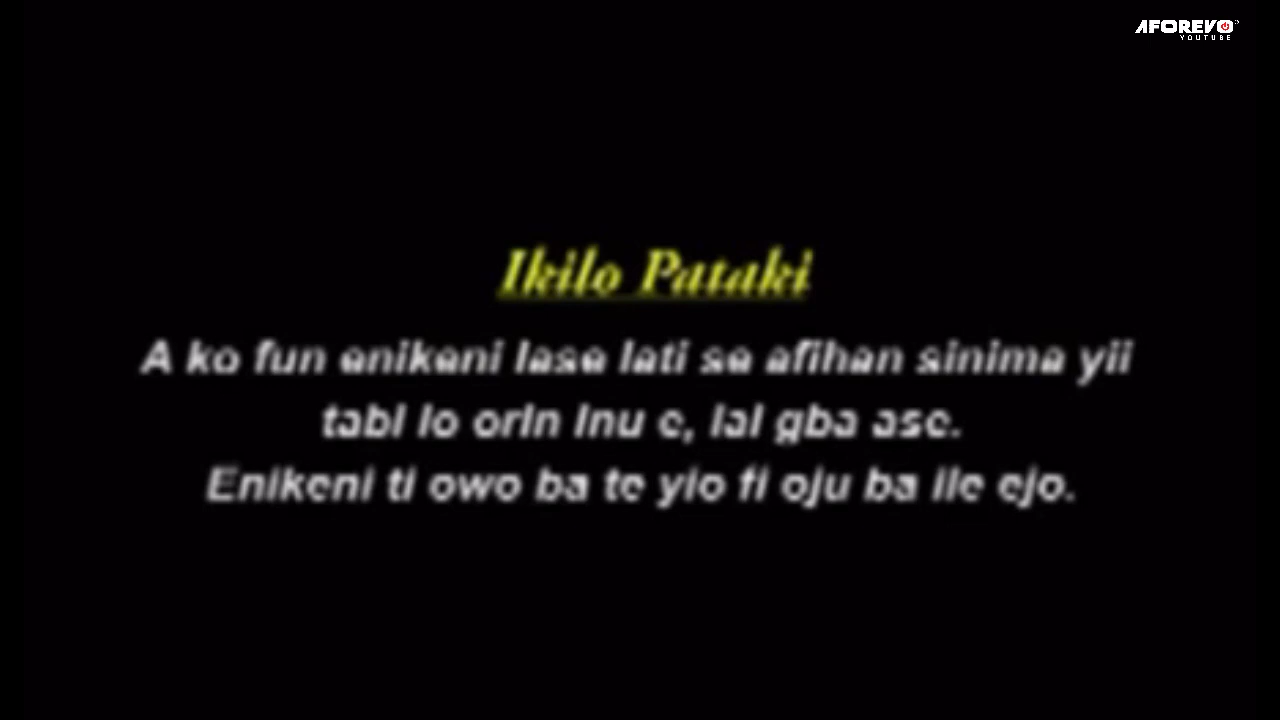 AFOREVO
YOUTUBE
Ikilo Pataki
A ko fun enikeni lase lati se afihan sinima yii
tabi lo orin inu e, lai gba ase.
Enikeni ti owo ba te yio fi oju ba ile ejo.